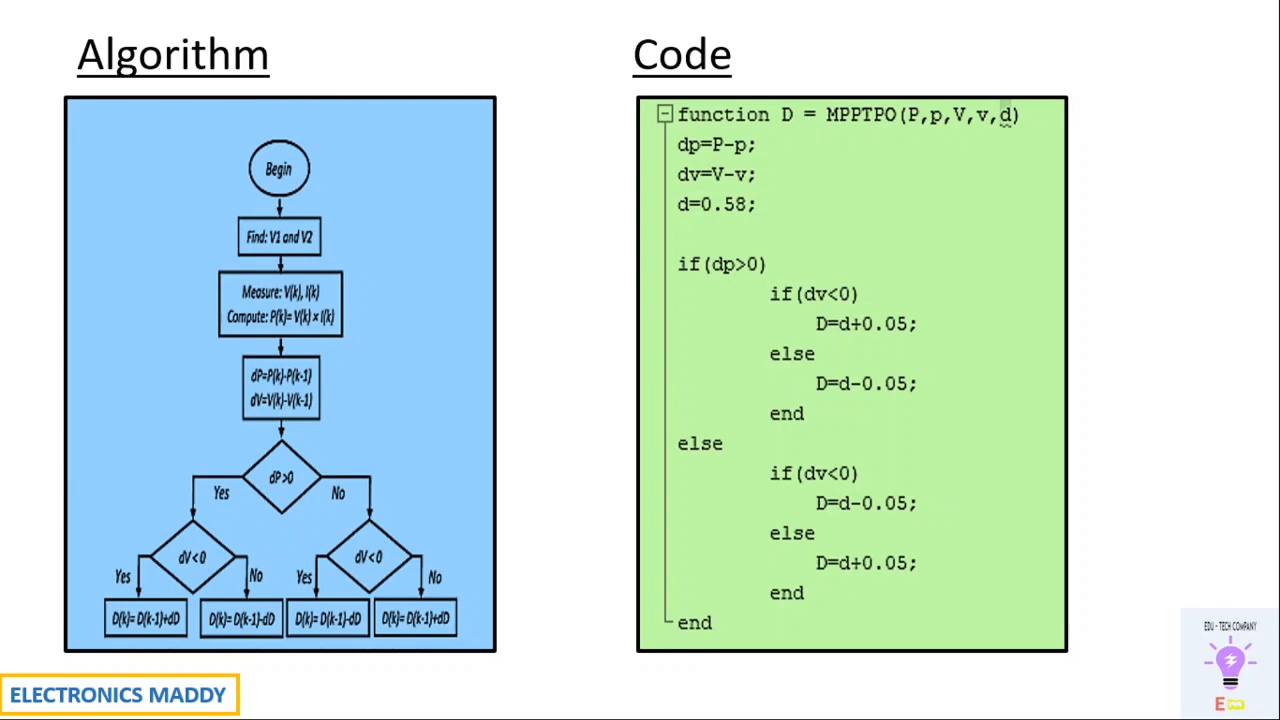 Algorithm
Begin
Find: V1 and V2
Measure: V(k), I(k)
Compute: P(k)= V(k) × I(k)
dP=P(k)-P(k-1)
dV=V(k)-V(k-1)
dP >0
Yes
No
dV < 0
dV < 0
Yes
No
Yes
No
D(k)= D(k-1)+dD
D(k)= D(k-1)-dD
D(k)= D(k-1)-dD
D(k)= D(k-1)+dD
Code
function D = MPPTPO(P,p,V,v,d)
dp=P-p;
dv=V-v;
d=0.58;
if(dp>0)
if(dv<0)
D=d+0.05;
else
D=d-0.05;
end
else
if(dv<0)
D=d-0.05;
else
D=d+0.05;
end
end
ELECTRONICS MADDY
EDU - TECH COMPANY
Em